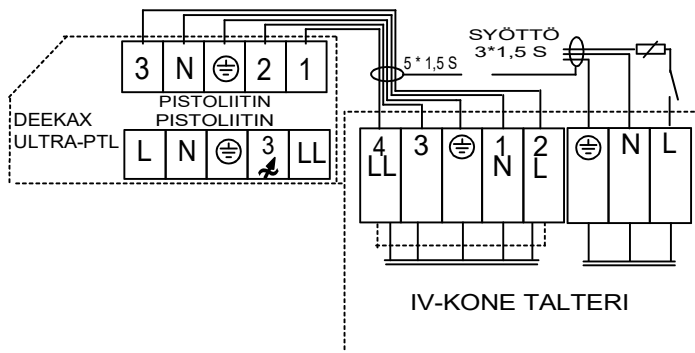 SYÖTTÖ
3*1,5 S
5 * 1,5 S
3 N 2 1
PISTOLIITIN
PISTOLIITIN
DEEKAX
ULTRA-PTL
L N 3 LL
4 3 1 2
LL N L
N L
IV-KONE TALTERI